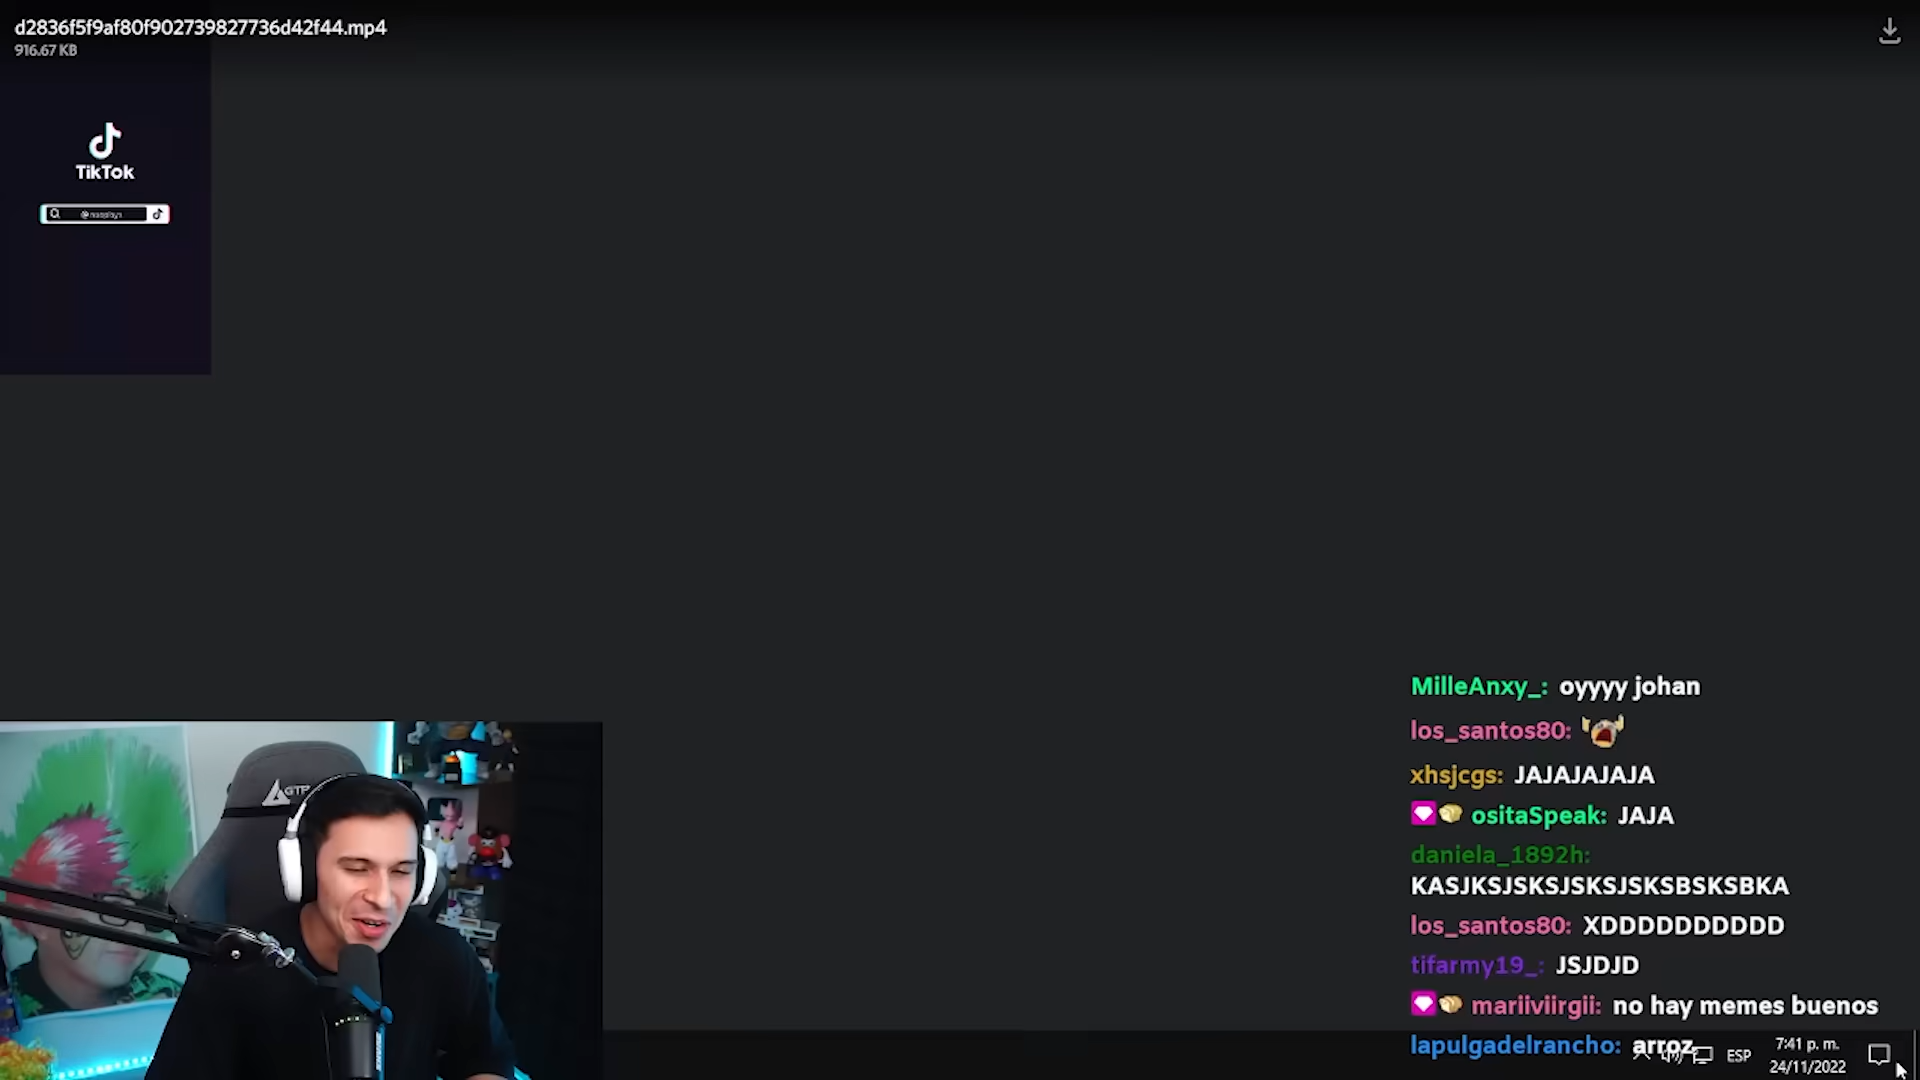 d2836f5f9af80f902739827736d42f44.mp4
916.67 KB
TikTok
MilleAnxy_: oyyyy johan
los_santos80:
xhsjcgs: JAJAJAJAJA
ositaSpeak: JAJA
daniela_1892h:
KASJKSJSKSJSKSJSKSBSKSBKA
los_santos80: XDDDDDDDDDD
tifarmy19_: JSJDJD
mariiviirgii: no hay memes buenos
lapulgadelrancho: arroz
ESP
7:41 p. m.
24/11/2022